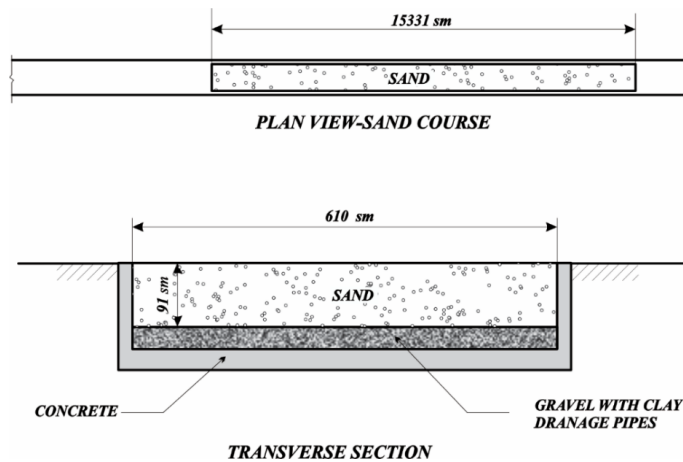 15331 sm
SAND
PLAN VIEW-SAND COURSE
610 sm
91 sm
SAND
CONCRETE
GRAVEL WITH CLAY
DRANAGE PIPES
TRANSVERSE SECTION